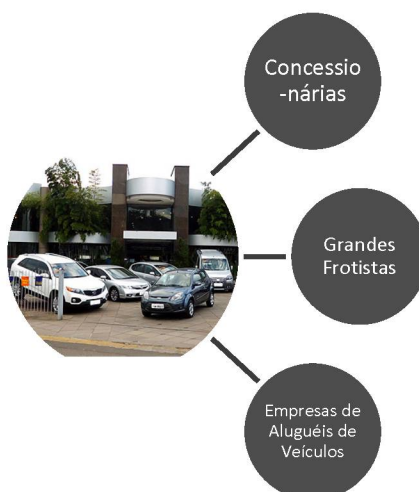 Concessio
-nárias
Grandes
Frotistas
Empresas de
Aluguéis de
Veículos